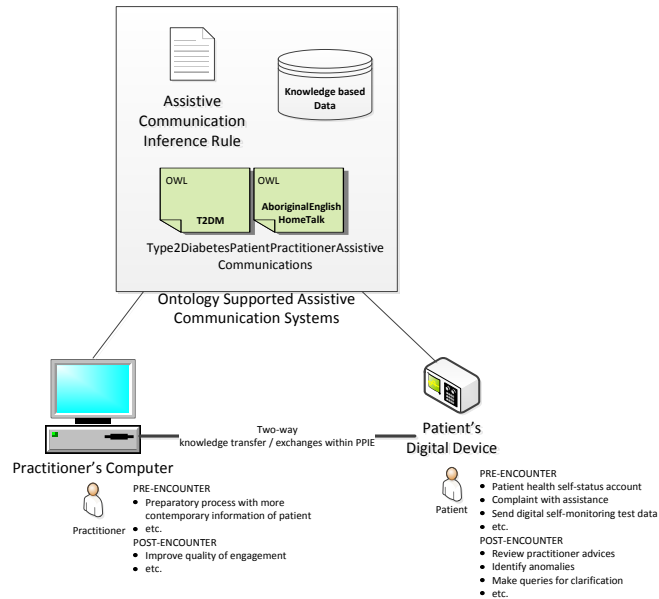 Assistive
Communication
Inference Rule
Knowledge based
Data
OWL
T2DM
OWL
AboriginalEnglish
HomeTalk
Type2DiabetesPatientPractitionerAssistive
Communications
Ontology Supported Assistive
Communication Systems
Two-way
knowledge transfer / exchanges within PPIE
Practitioner's Computer
Patient's
Digital Device
Practitioner
PRE-ENCOUNTER
• Preparatory process with more
contemporary information of patient
• etc.
POST-ENCOUNTER
• Improve quality of engagement
• etc.
Patient
PRE-ENCOUNTER
• Patient health self-status account
• Complaint with assistance
• Send digital self-monitoring test data
• etc.
POST-ENCOUNTER
• Review practitioner advices
• Identify anomalies
• Make queries for clarification
• etc.